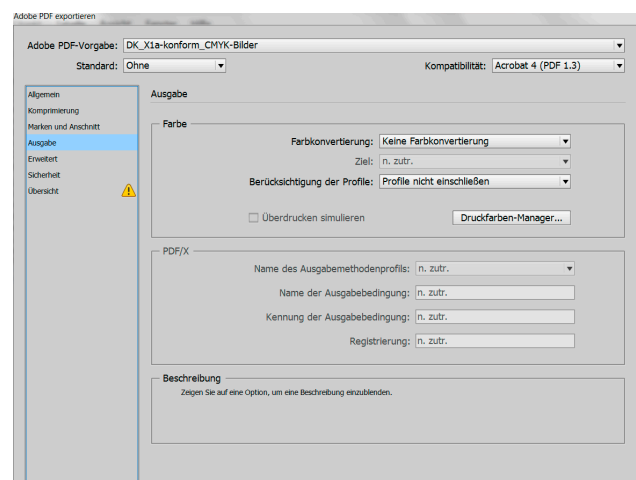 Adobe PDF exportieren
Adobe PDF-Vorgabe: DK_X1a-konform_CMYK-Bilder
Standard: Ohne Kompatibilität: Acrobat 4 (PDF 1.3)
Allgemein
Komprimierung
Marken und Anschnitt
Ausgabe
Erweitert
Sicherheit
Übersicht
Ausgabe
Farbe
Farbkonvertierung: Keine Farbkonvertierung
Ziel: n. zutr.
Berücksichtigung der Profile: Profile nicht einschließen
Überdrucken simulieren Druckfarben-Manager...
PDF/X
Name des Ausgabemethodenprofils: n. zutr.
Name der Ausgabebedingung: n. zutr.
Kennung der Ausgabebedingung: n. zutr.
Registrierung: n. zutr.
Beschreibung
Zeigen Sie auf eine Option, um eine Beschreibung einzublenden.